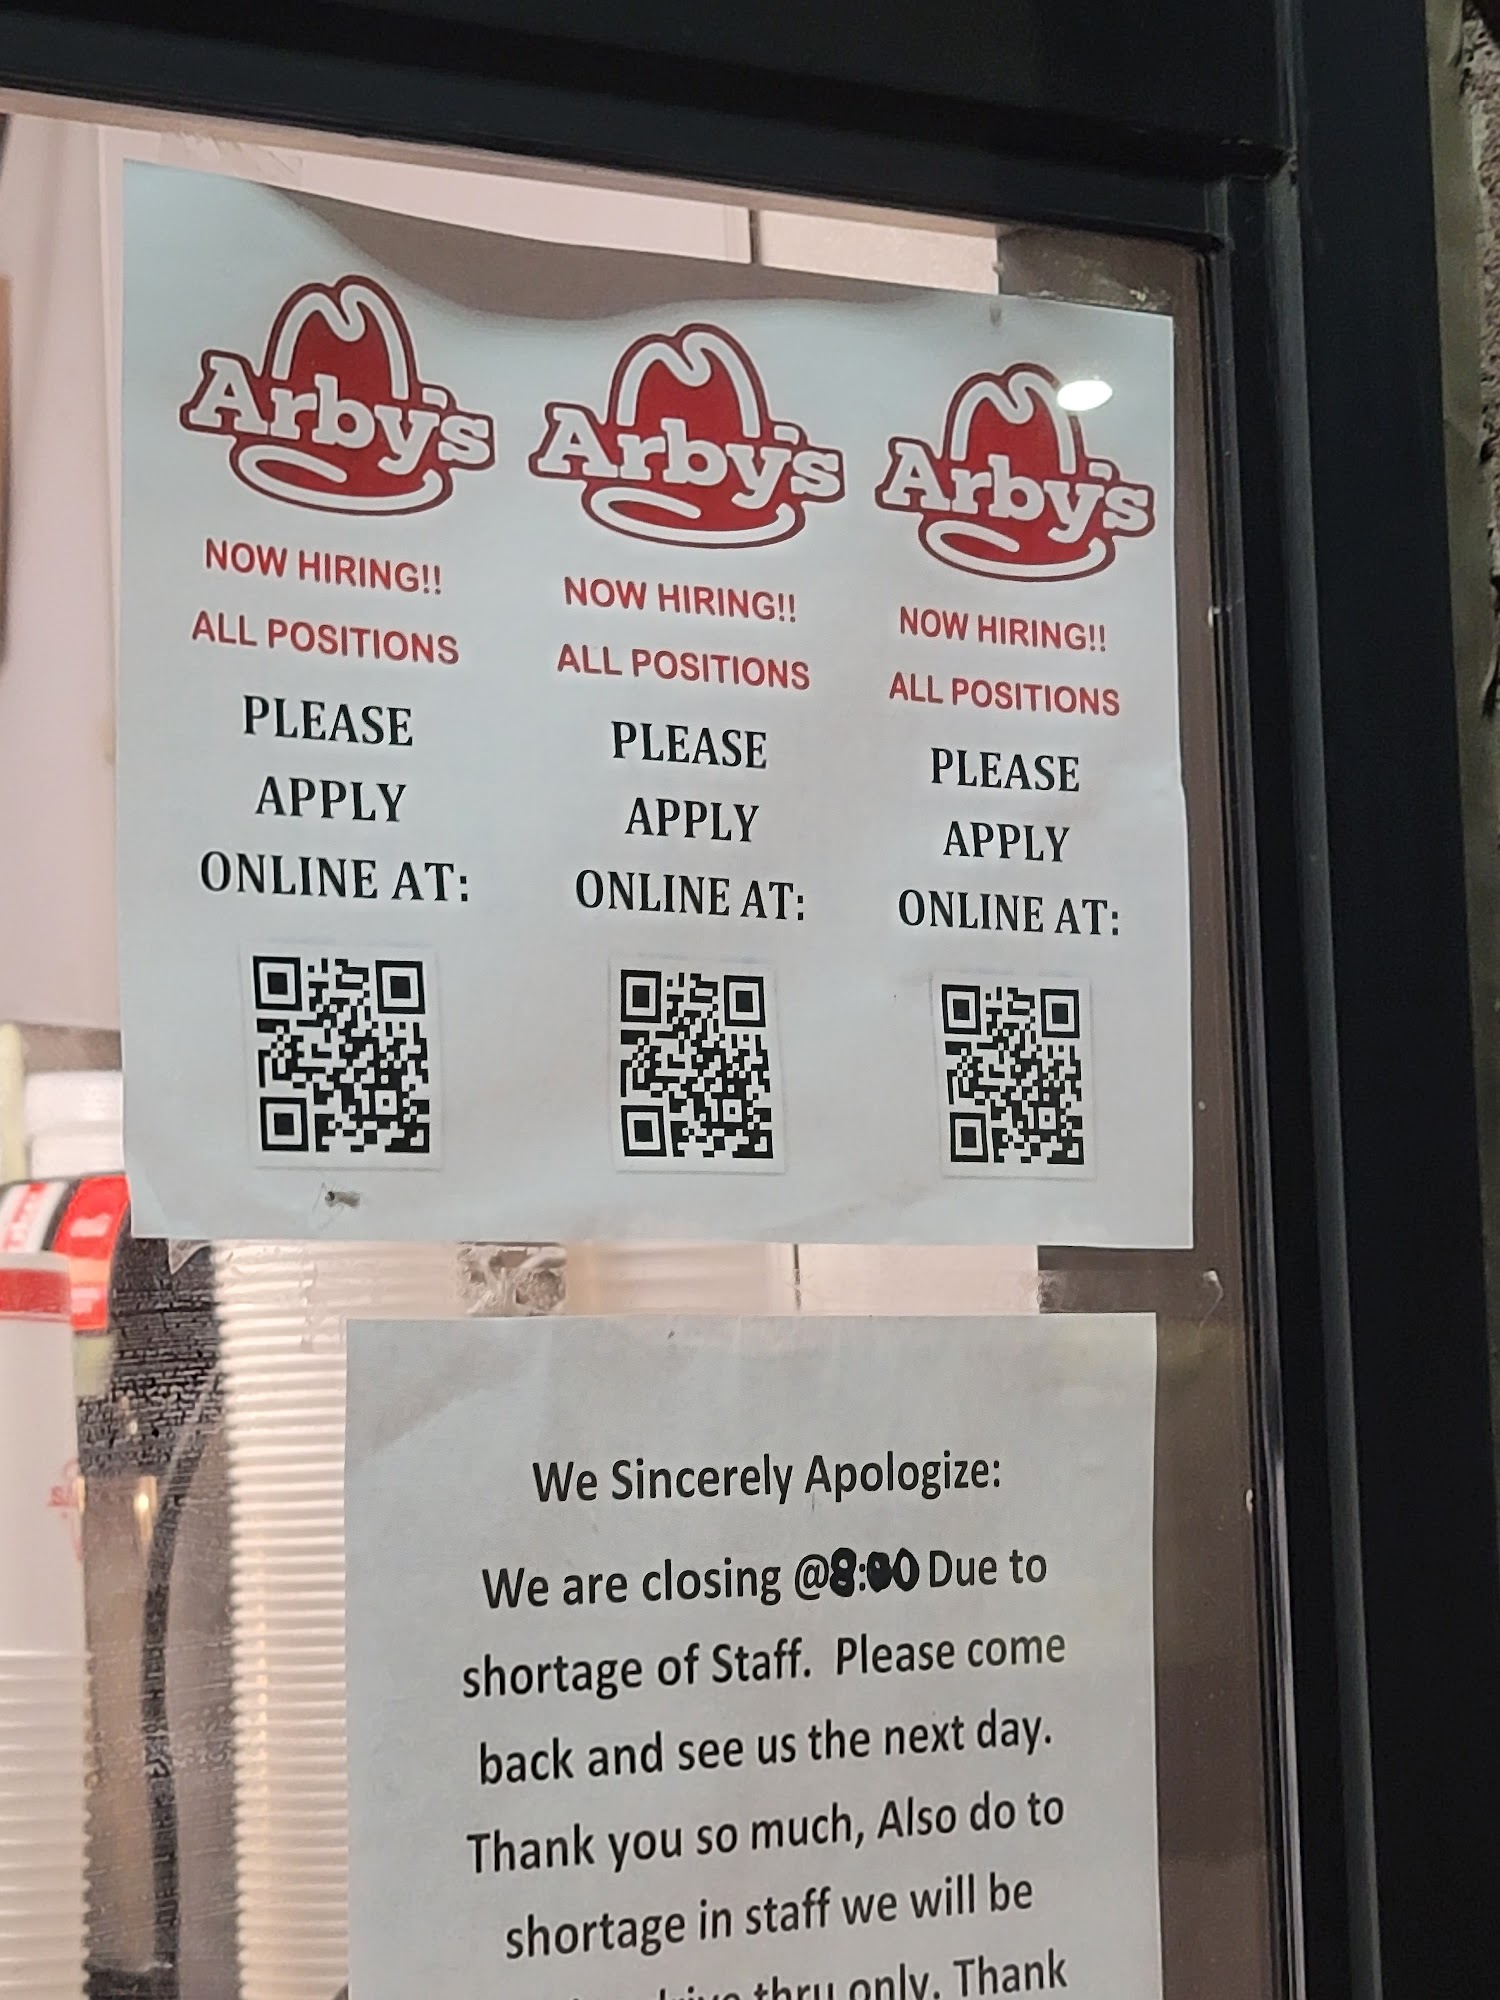 Arby's
NOW HIRING!!
ALL POSITIONS
PLEASE
APPLY
ONLINE AT:
Arby's
NOW HIRING!!
ALL POSITIONS
PLEASE
APPLY
ONLINE AT:
Arby's
NOW HIRING!!
ALL POSITIONS
PLEASE
APPLY
ONLINE AT:
We Sincerely Apologize:
We are closing @8:00 Due to
shortage of Staff. Please come
back and see us the next day.
Thank you so much, Also do to
shortage in staff we will be
drive thru only. Thank